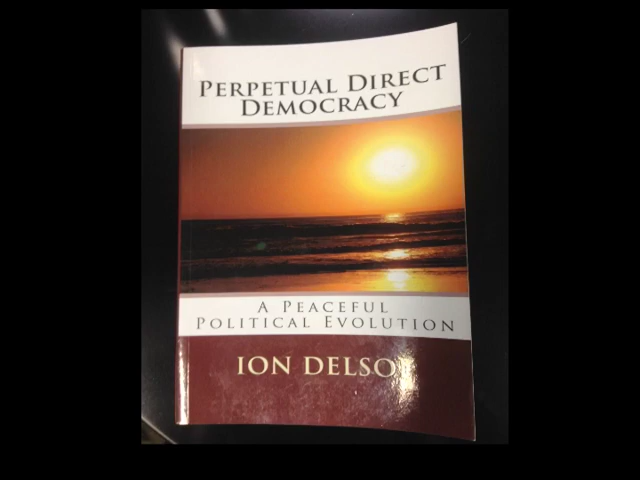 PERPETUAL DIRECT
DEMOCRACY
A PEACEFUL
POLITICAL EVOLUTION
ION